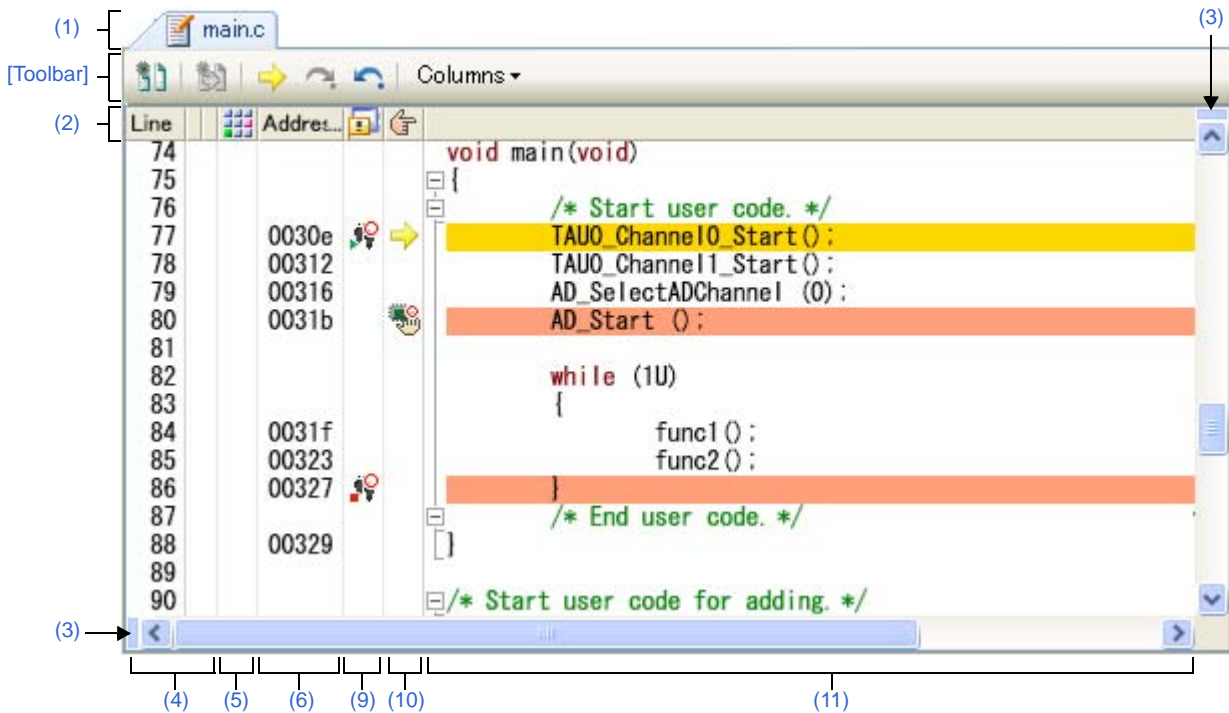 (1)
main.c
(3)
[Toolbar]
Columns
(2)
Line Addres...
74 void main(void)
75 {
76 /* Start user code. */
77 0030e TAU0_Channel0_Start();
78 00312 TAU0_Channel1_Start();
79 00316 AD_SelectADChannel (0);
80 0031b AD_Start ();
81
82 while (1U)
83 {
84 0031f func1();
85 00323 func2();
86 00327 }
87 /* End user code. */
88 00329 }
89
90 /* Start user code for adding. */
(3)
(4) (5) (6) (9) (10) (11)